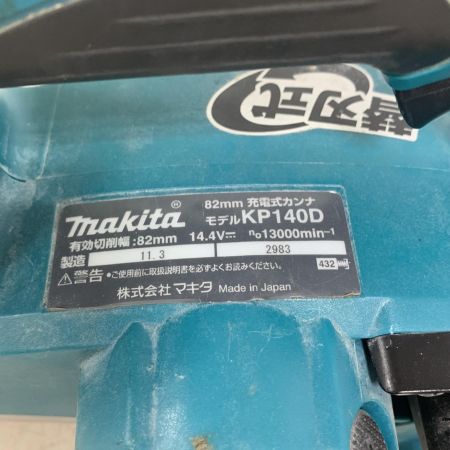 替刃式
makita®
82mm 充電式カンナ
モデルKP140D
有効切削幅:82mm 14.4V⎓ n₀13000min⁻¹
製造 11.3 2983
⚠警告 •ご使用前に取扱説明書を必ずよくお読みください。
432
株式会社 マキタ Made in Japan